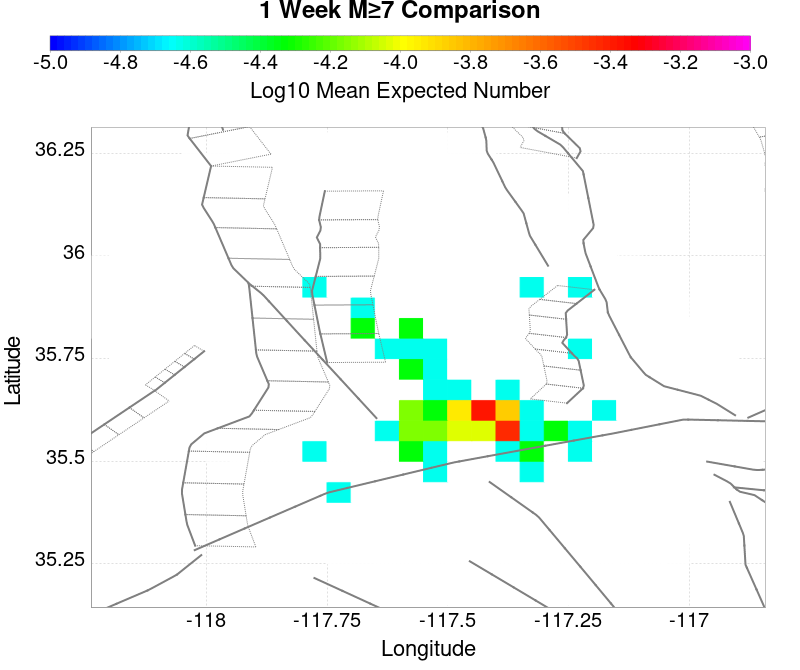 1 Week M≥7 Comparison
-5.0 -4.8 -4.6 -4.4 -4.2 -4.0 -3.8 -3.6 -3.4 -3.2 -3.0
Log10 Mean Expected Number
36.25
36
35.75
35.5
35.25
Latitude
-118 -117.75 -117.5 -117.25 -117
Longitude